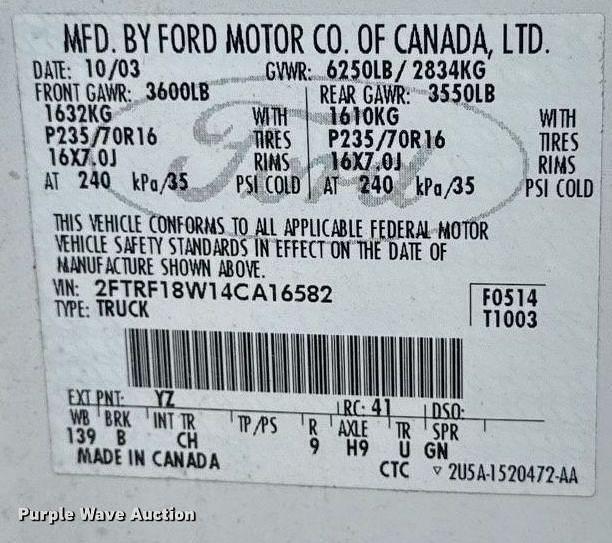 MFD. BY FORD MOTOR CO. OF CANADA, LTD.
DATE: 10/03 GVWR: 6250LB/ 2834KG
FRONT GAWR: 3600LB REAR GAWR: 3550LB
1632KG WITH 1610KG WITH
P235/70R16 TIRES P235/70R16 TIRES
16X7.0J RIMS 16X7.0J RIMS
AT 240 kPa/35 PSI COLD AT 240 kPa/35 PSI COLD
Ford
THIS VEHICLE CONFORMS TO ALL APPLICABLE FEDERAL MOTOR
VEHICLE SAFETY STANDARDS IN EFFECT ON THE DATE OF
MANUFACTURE SHOWN ABOVE.
VIN: 2FTRF18W14CA16582 F0514
TYPE: TRUCK T1003
EXT PNT: YZ RC: 41 DSO:
WB BRK INT TR TP/PS R AXLE TR SPR
139 B CH 9 H9 U GN
MADE IN CANADA CTC ▽ 2U5A-1520472-AA
Purple Wave Auction